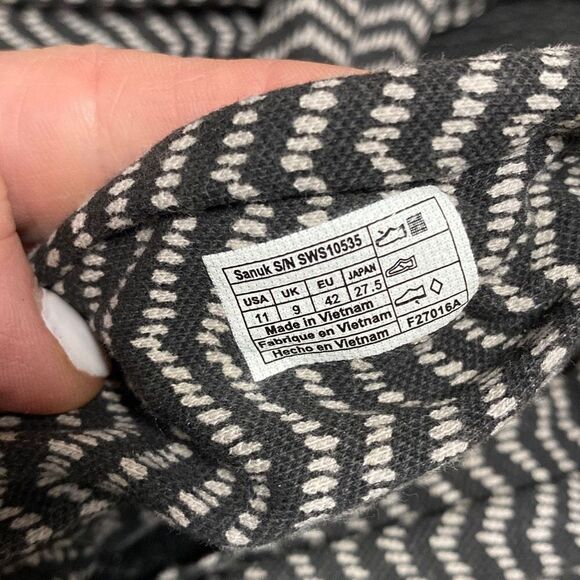 Sanuk S/N SWS10535
USA UK EU JAPAN
11 9 42 27.5
Made in Vietnam
Fabrique en Vietnam
Hecho en Vietnam
F27016A